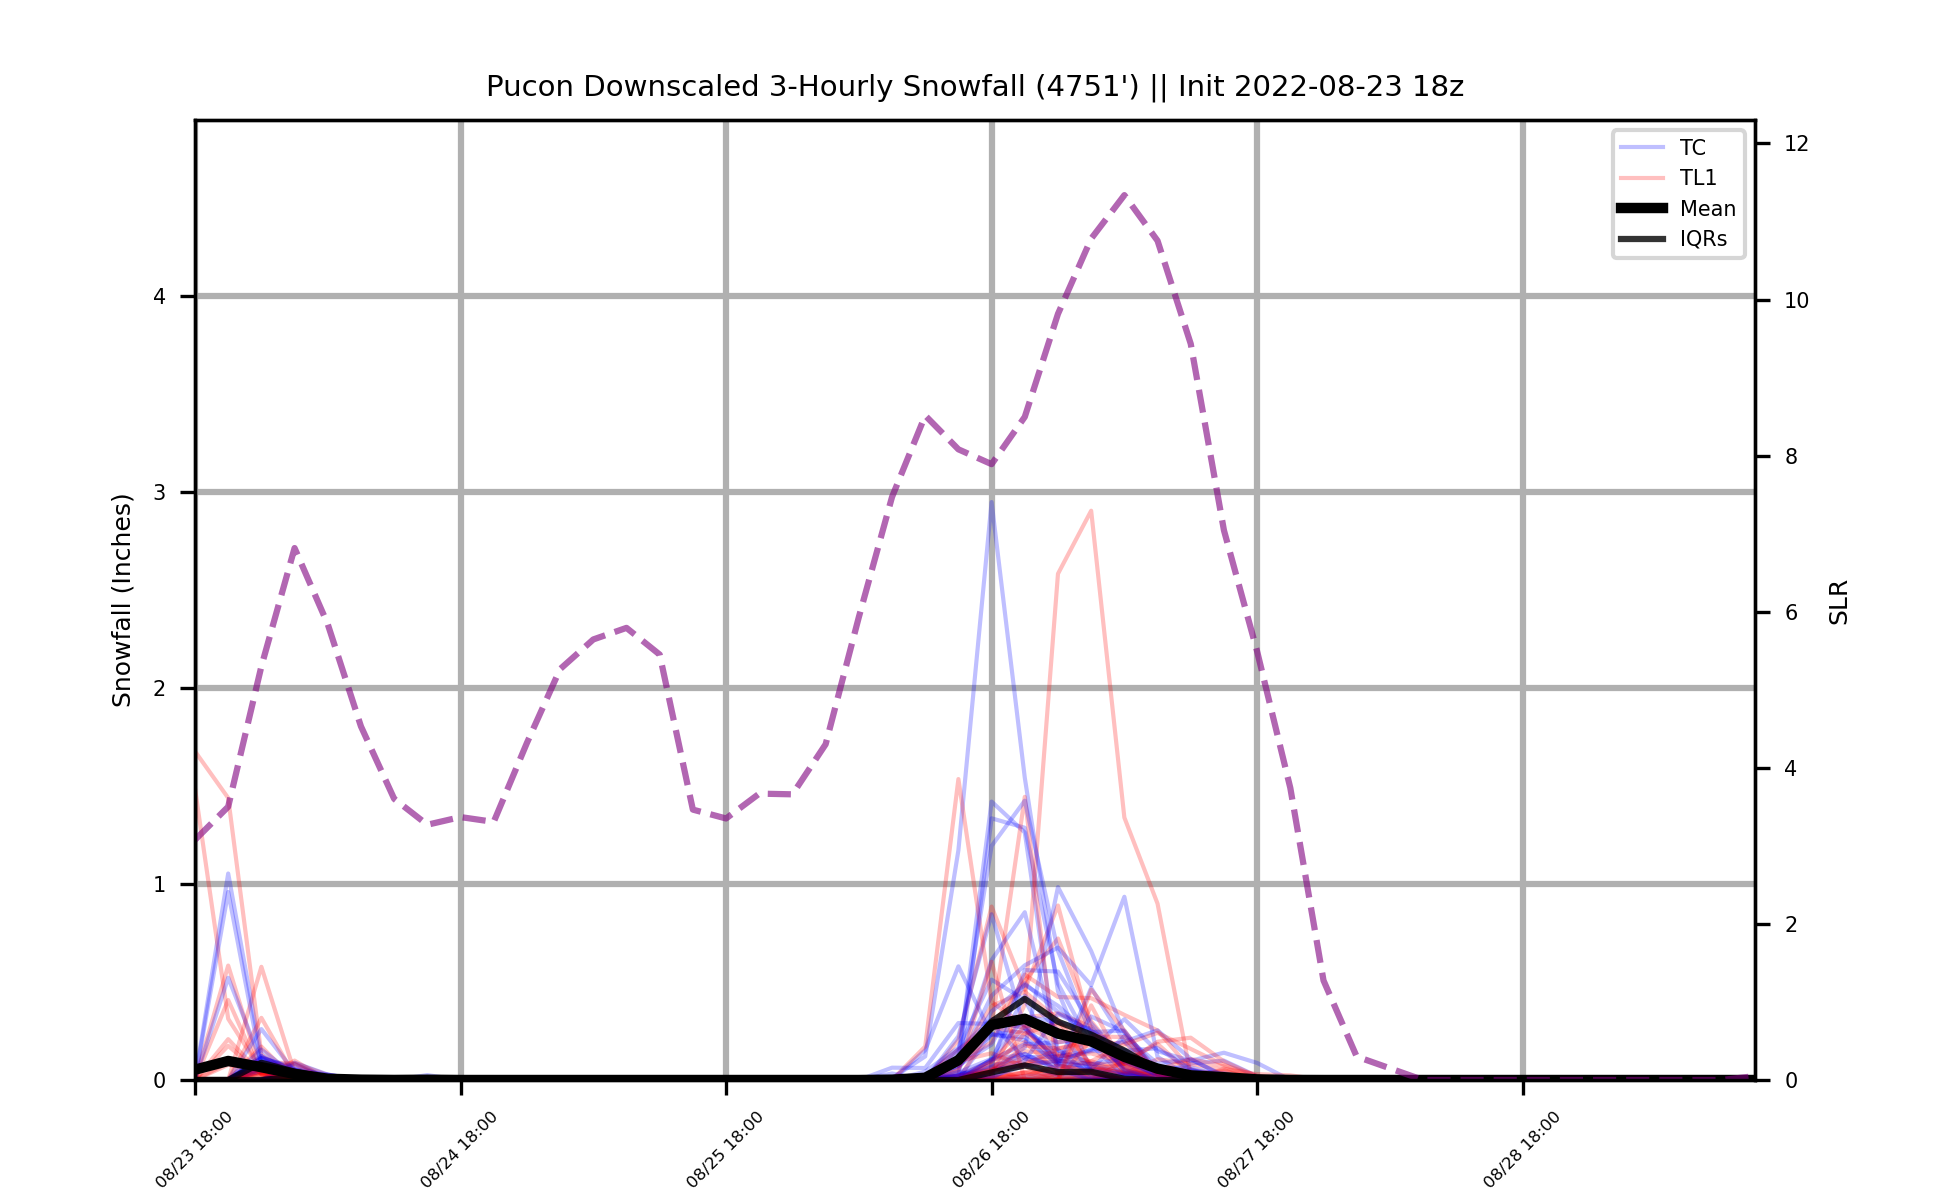 Pucon Downscaled 3-Hourly Snowfall (4751') || Init 2022-08-23 18z
TC
TL1
Mean
IQRs
Snowfall (Inches)
4
3
2
1
0
12
10
8
6
4
2
0
SLR
08/23 18:00
08/24 18:00
08/25 18:00
08/26 18:00
08/27 18:00
08/28 18:00